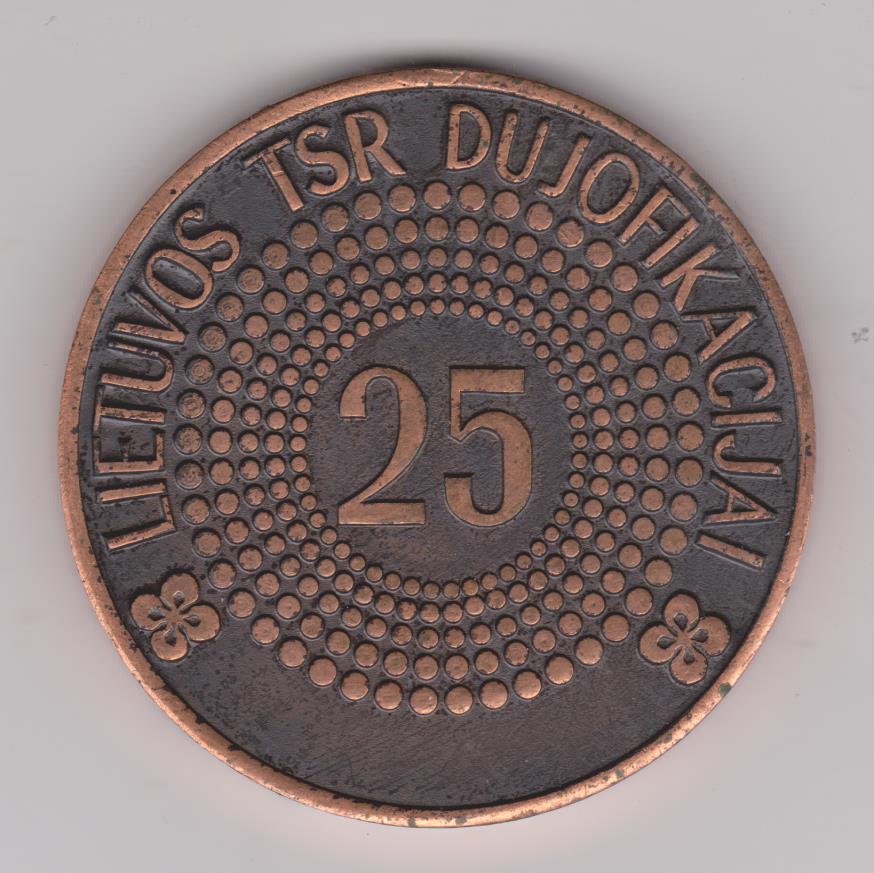 LIETUVOS TSR DUJOFIKACIJAI
25